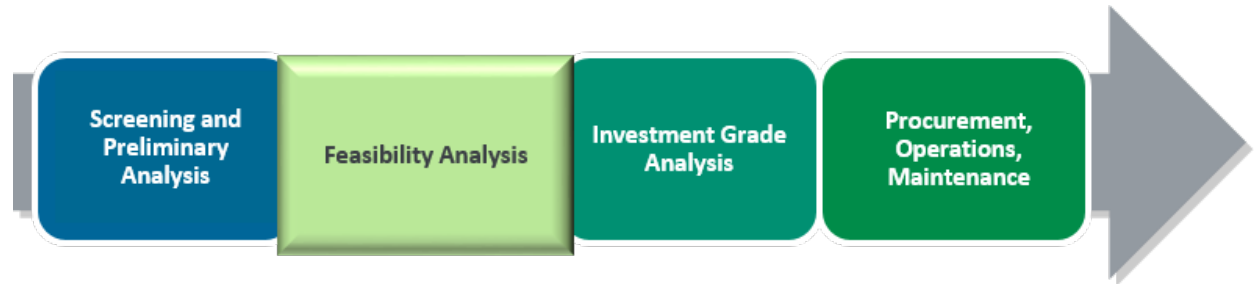 Screening and
Preliminary
Analysis
Feasibility Analysis
Investment Grade
Analysis
Procurement,
Operations,
Maintenance